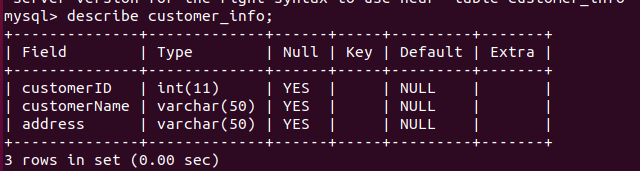 server version for the right syntax to use near 'table customer_info'
mysql> describe customer_info;
+--------------+-------------+------+-----+---------+-------+
| Field        | Type        | Null | Key | Default | Extra |
+--------------+-------------+------+-----+---------+-------+
| customerID   | int(11)     | YES  |     | NULL    |       |
| customerName | varchar(50) | YES  |     | NULL    |       |
| address      | varchar(50) | YES  |     | NULL    |       |
+--------------+-------------+------+-----+---------+-------+
3 rows in set (0.00 sec)